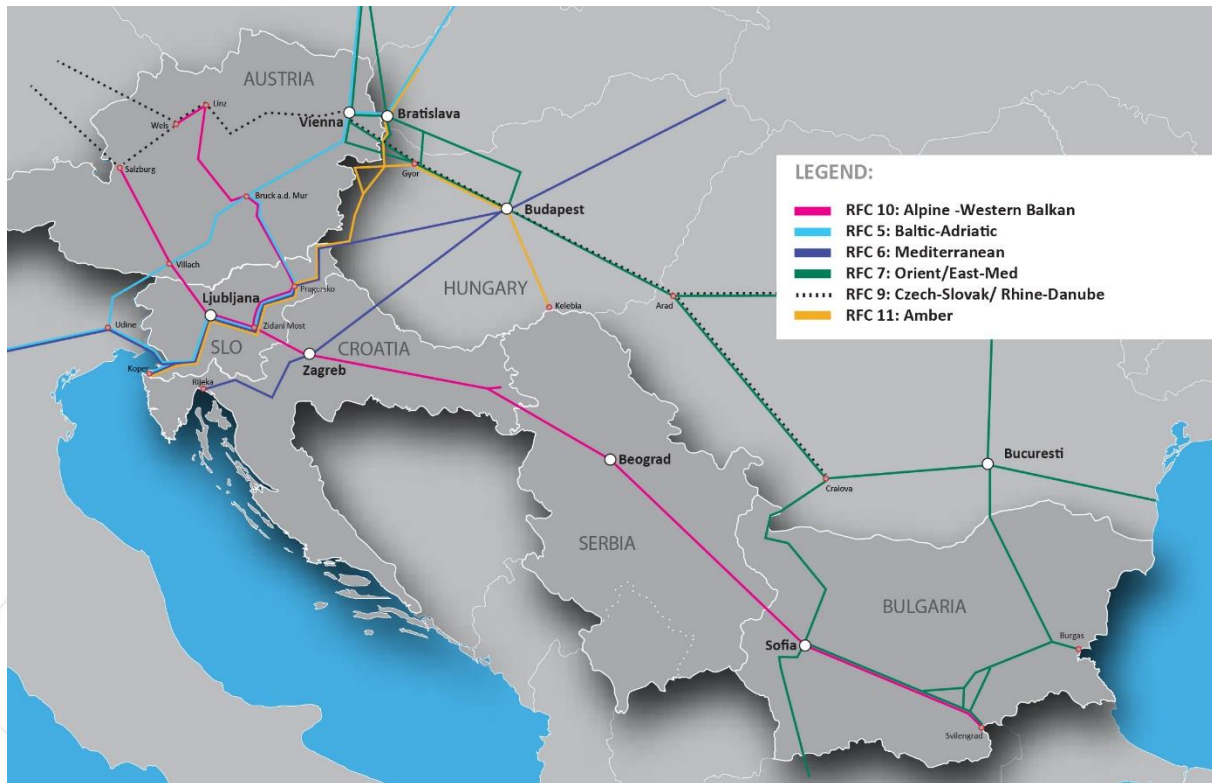 AUSTRIA
Linz
Wels
Vienna
Bratislava
Salzburg
Gyor
Bruck a.d. Mur
Budapest
Villach
HUNGARY
Pragersko
Ljubljana
Kelebia
Arad
Udine
Zidani Most
SLO
CROATIA
Koper
Zagreb
Rijeka
Beograd
Bucuresti
Craiova
SERBIA
BULGARIA
Sofia
Burgas
Svilengrad
LEGEND:
RFC 10: Alpine -Western Balkan
RFC 5: Baltic-Adriatic
RFC 6: Mediterranean
RFC 7: Orient/East-Med
RFC 9: Czech-Slovak/ Rhine-Danube
RFC 11: Amber